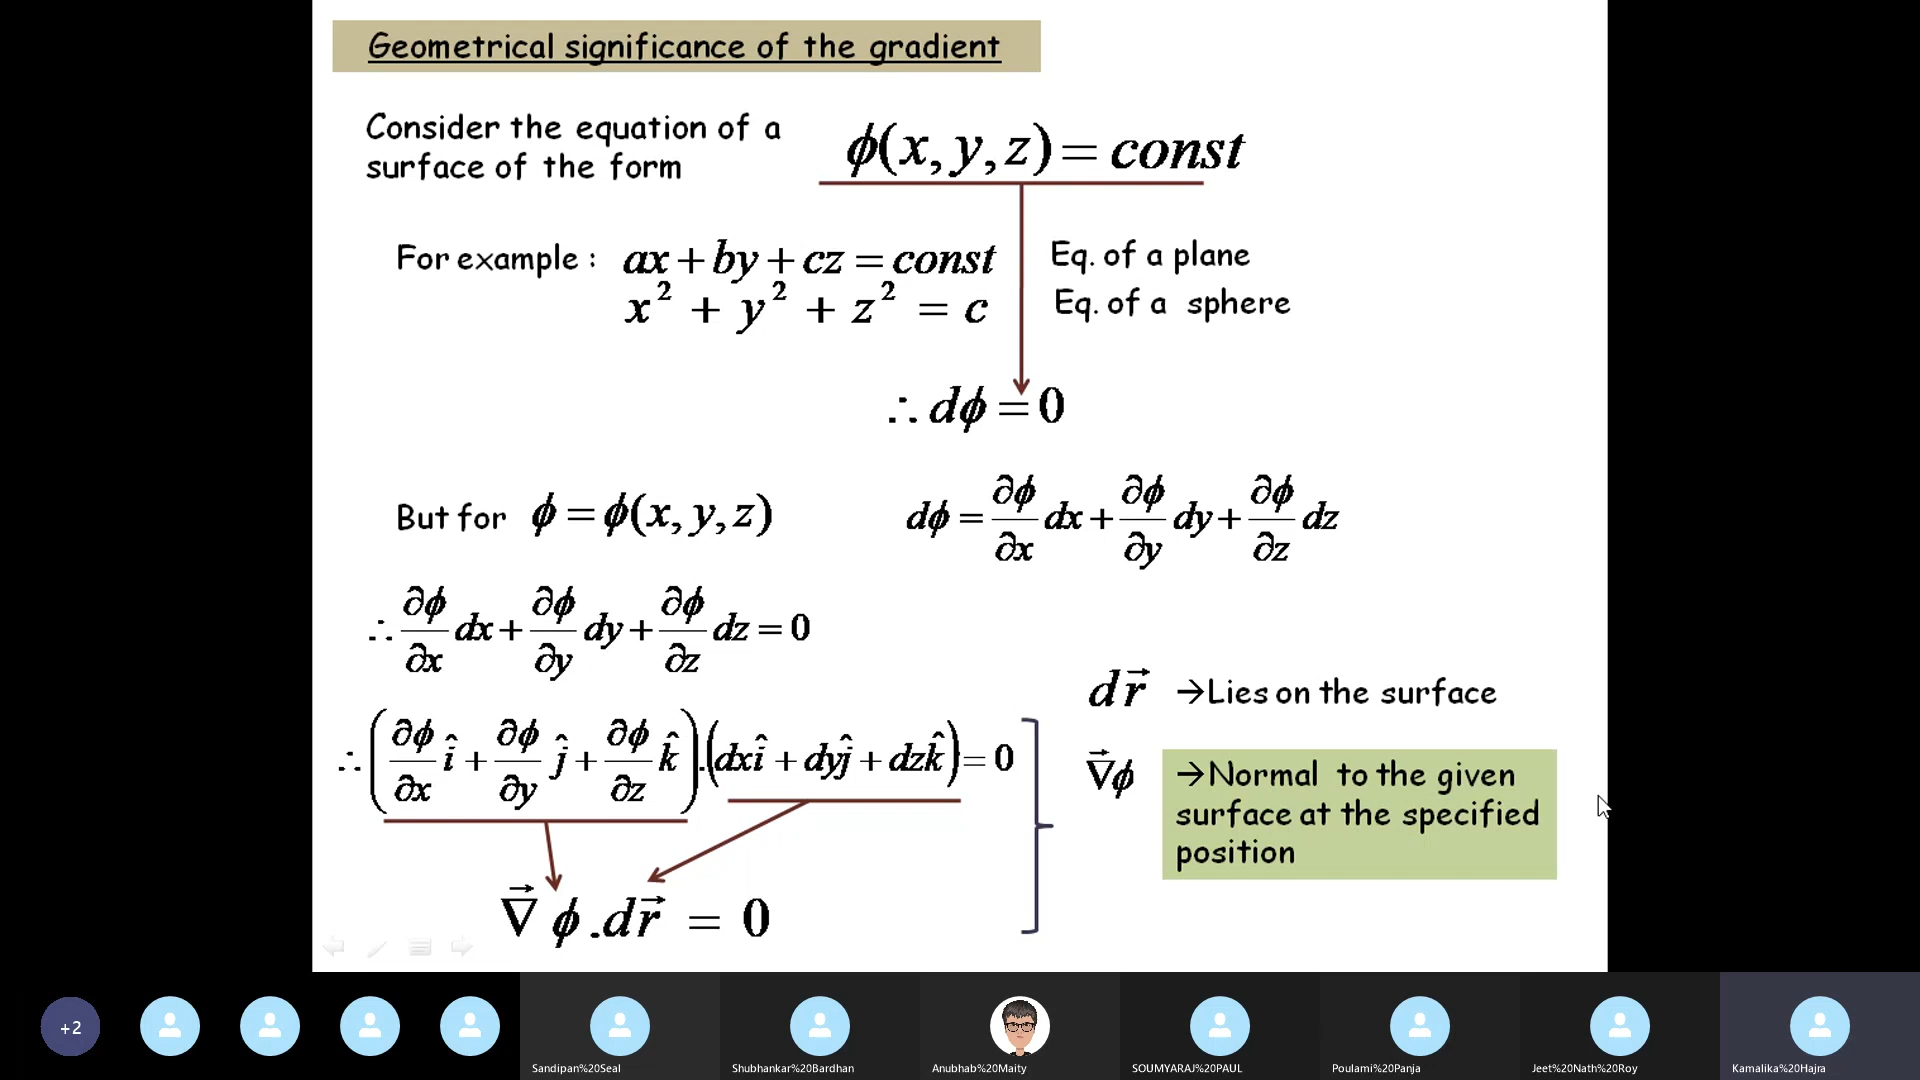 Geometrical significance of the gradient
Consider the equation of a
surface of the form
ϕ(x, y, z) = const
For example : ax + by + cz = const Eq. of a plane
x² + y² + z² = c Eq. of a sphere
∴ dϕ = 0
But for ϕ = ϕ(x, y, z) dϕ = ∂ϕ/∂x dx + ∂ϕ/∂y dy + ∂ϕ/∂z dz
∴ ∂ϕ/∂x dx + ∂ϕ/∂y dy + ∂ϕ/∂z dz = 0
∴ (∂ϕ/∂x î + ∂ϕ/∂y ĵ + ∂ϕ/∂z k̂).(dxî + dyĵ + dzk̂) = 0
∇⃗ϕ.dr⃗ = 0
dr⃗ →Lies on the surface
∇⃗ϕ →Normal to the given
surface at the specified
position
+2
Sandipan%20Seal
Shubhankar%20Bardhan
Anubhab%20Maity
SOUMYARAJ%20PAUL
Poulami%20Panja
Jeet%20Nath%20Roy
Kamalika%20Hajra